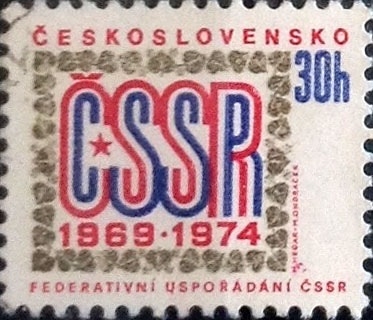 ČESKOSLOVENSKO
30h
ČSSR
1969·1974
FEDERATIVNÍ USPOŘÁDÁNÍ ČSSR